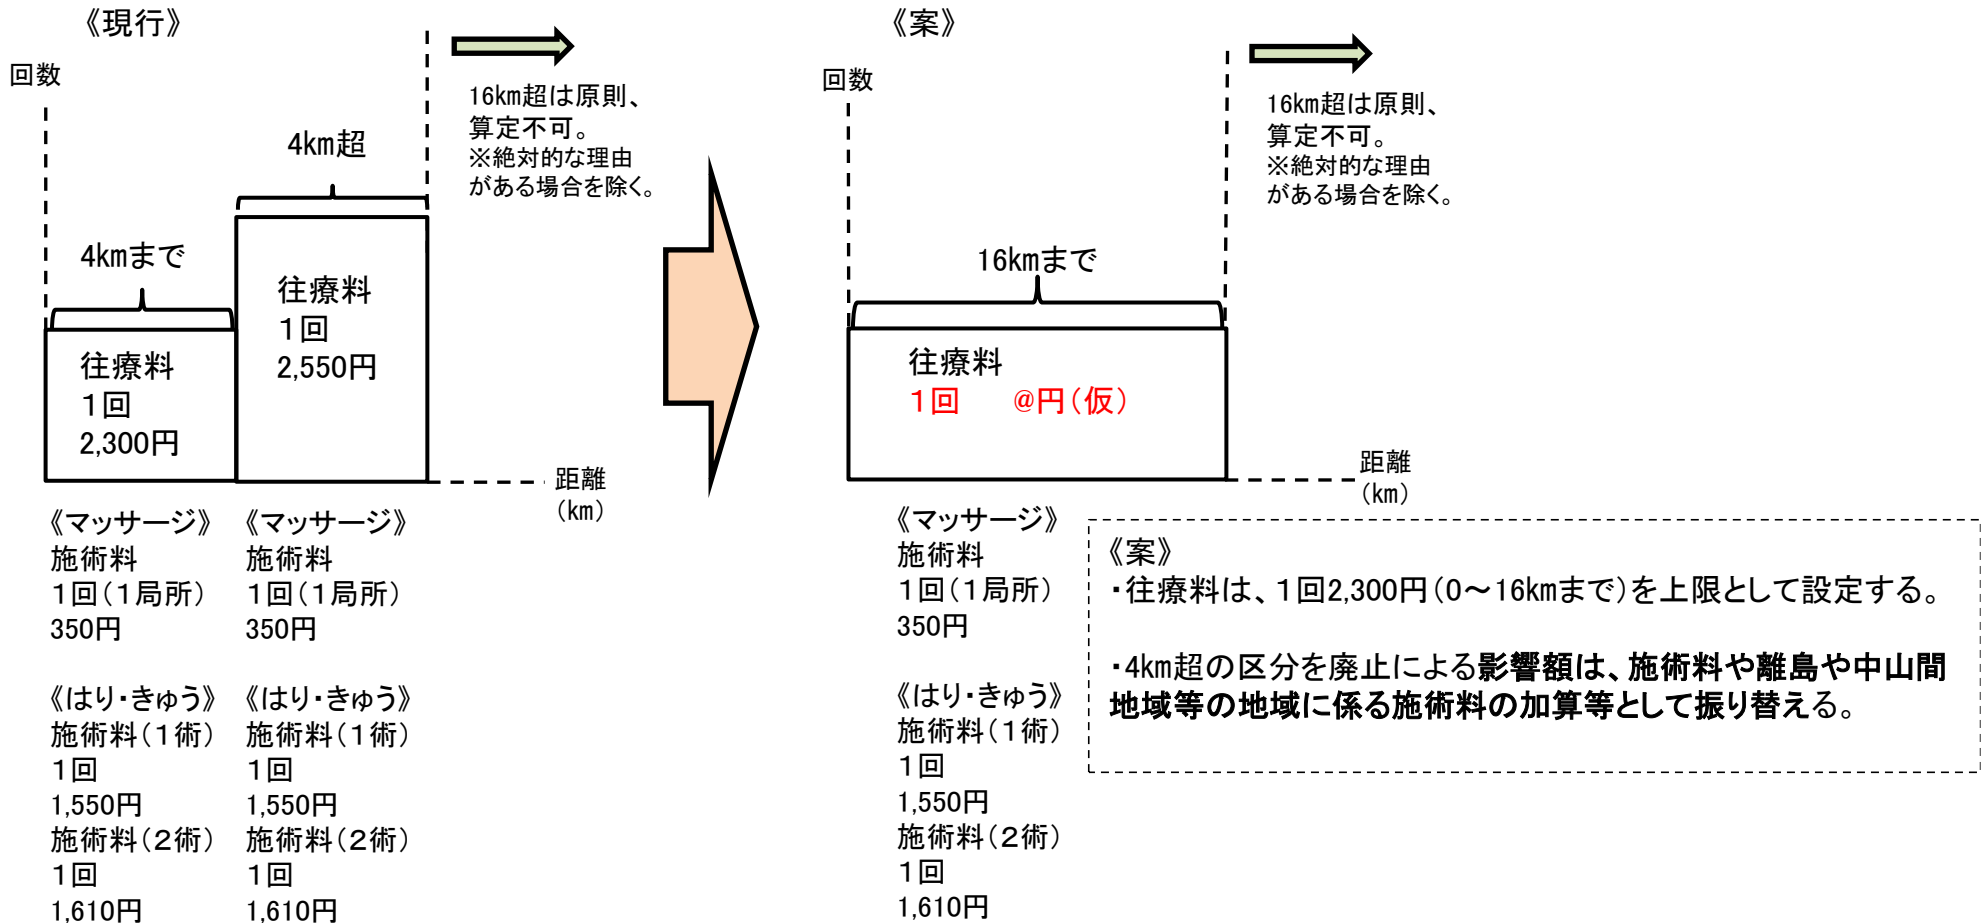 《現行》
回数
4kmまで
4km超
往療料
１回
2,300円
往療料
１回
2,550円
16km超は原則、
算定不可。
※絶対的な理由
がある場合を除く。
距離
(km)
《マッサージ》
施術料
１回（１局所）
350円
《はり・きゅう》
施術料（１術）
１回
1,550円
施術料（２術）
１回
1,610円
《マッサージ》
施術料
１回（１局所）
350円
《はり・きゅう》
施術料（１術）
１回
1,550円
施術料（２術）
１回
1,610円
《案》
回数
16kmまで
往療料
１回　　＠円（仮）
16km超は原則、
算定不可。
※絶対的な理由
がある場合を除く。
距離
(km)
《マッサージ》
施術料
１回（１局所）
350円
《はり・きゅう》
施術料（１術）
１回
1,550円
施術料（２術）
１回
1,610円
《案》
・往療料は、１回2,300円（0～16kmまで）を上限として設定する。
・4km超の区分を廃止による影響額は、施術料や離島や中山間
地域等の地域に係る施術料の加算等として振り替える。